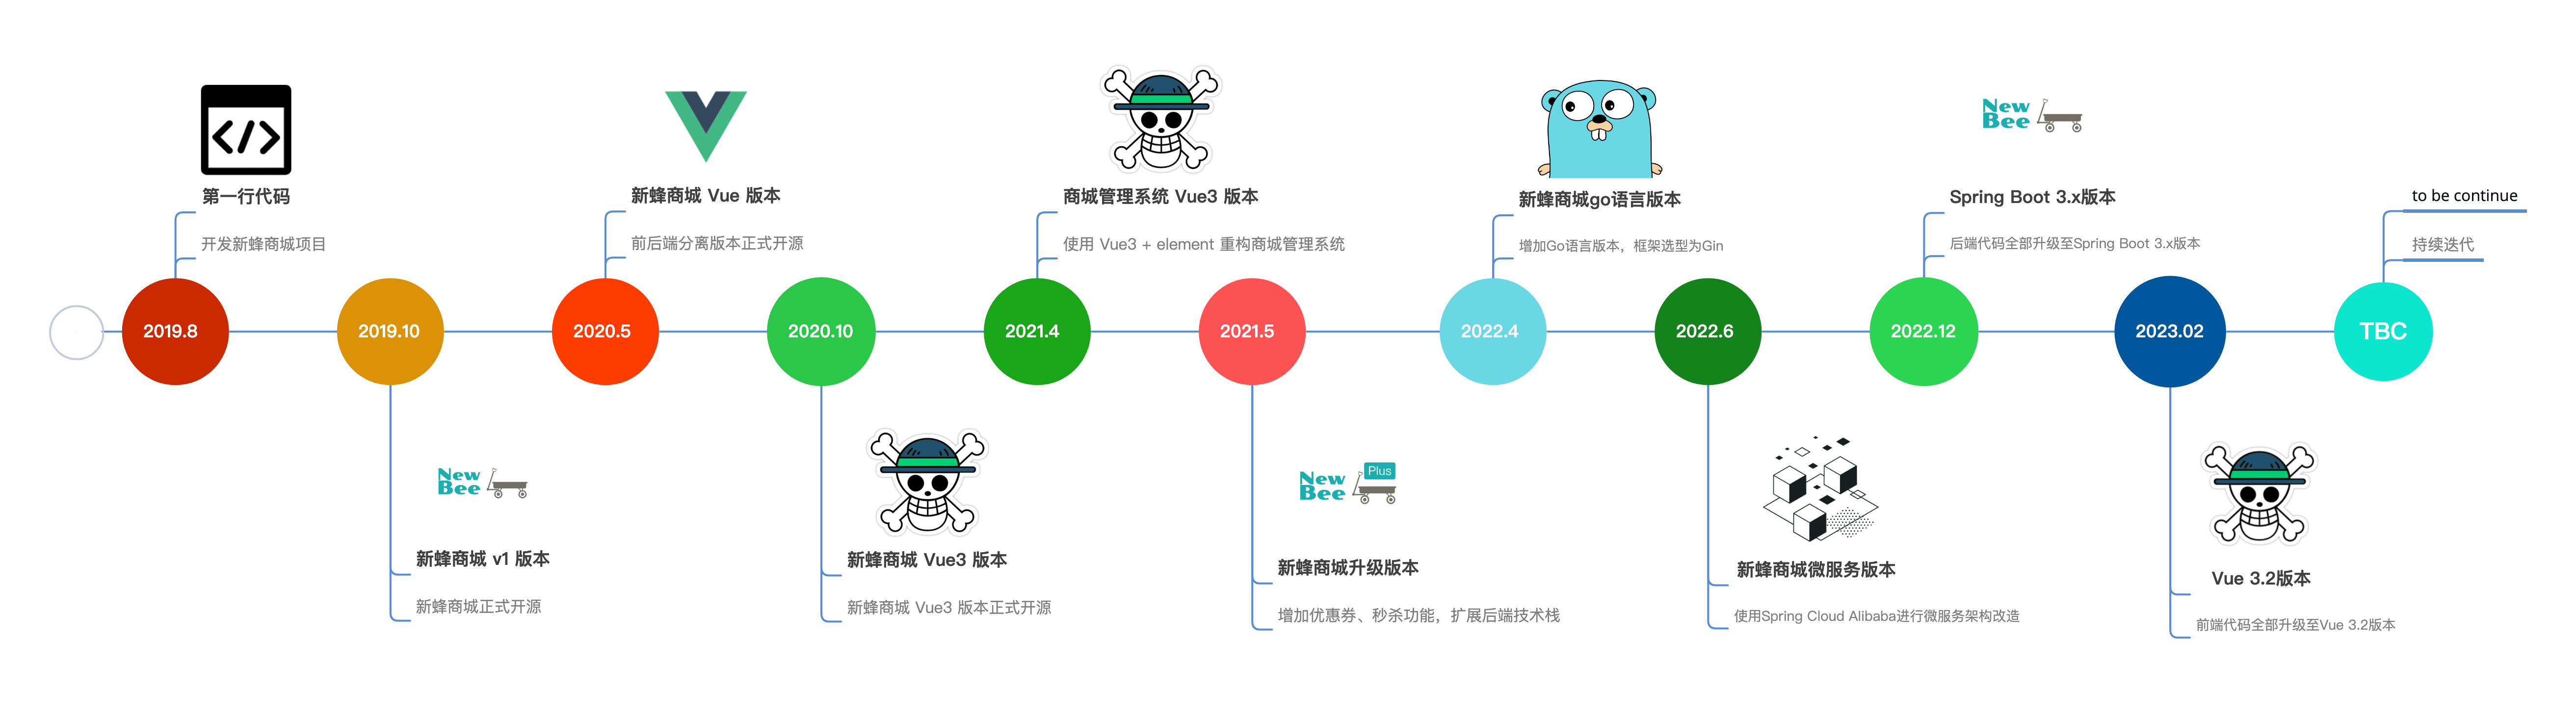 第一行代码
开发新蜂商城项目
2019.8
2019.10
New
Bee
新蜂商城 v1 版本
新蜂商城正式开源
新蜂商城 Vue 版本
前后端分离版本正式开源
2020.5
2020.10
新蜂商城 Vue3 版本
新蜂商城 Vue3 版本正式开源
商城管理系统 Vue3 版本
使用 Vue3 + element 重构商城管理系统
2021.4
2021.5
New
Bee
Plus
新蜂商城升级版本
增加优惠券、秒杀功能，扩展后端技术栈
新蜂商城go语言版本
增加Go语言版本，框架选型为Gin
2022.4
2022.6
新蜂商城微服务版本
使用Spring Cloud Alibaba进行微服务架构改造
New
Bee
Spring Boot 3.x版本
后端代码全部升级至Spring Boot 3.x版本
2022.12
2023.02
Vue 3.2版本
前端代码全部升级至Vue 3.2版本
to be continue
持续迭代
TBC